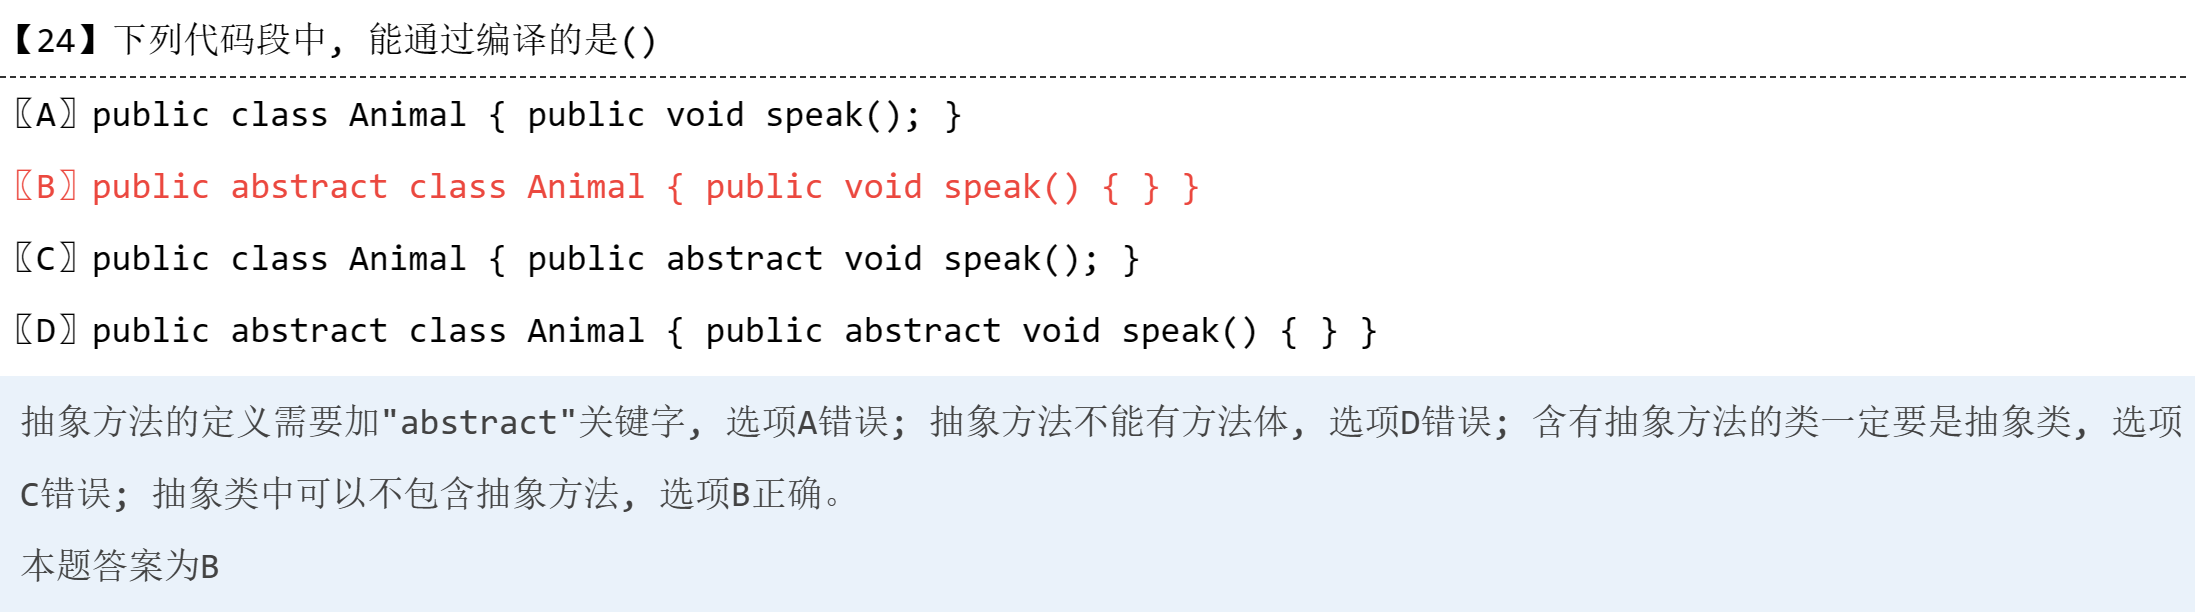 【24】下列代码段中, 能通过编译的是()
〖A〗public class Animal { public void speak(); }
〖B〗public abstract class Animal { public void speak() { } }
〖C〗public class Animal { public abstract void speak(); }
〖D〗public abstract class Animal { public abstract void speak() { } }
抽象方法的定义需要加"abstract"关键字, 选项A错误; 抽象方法不能有方法体, 选项D错误; 含有抽象方法的类一定要是抽象类, 选项
C错误; 抽象类中可以不包含抽象方法, 选项B正确。
本题答案为B